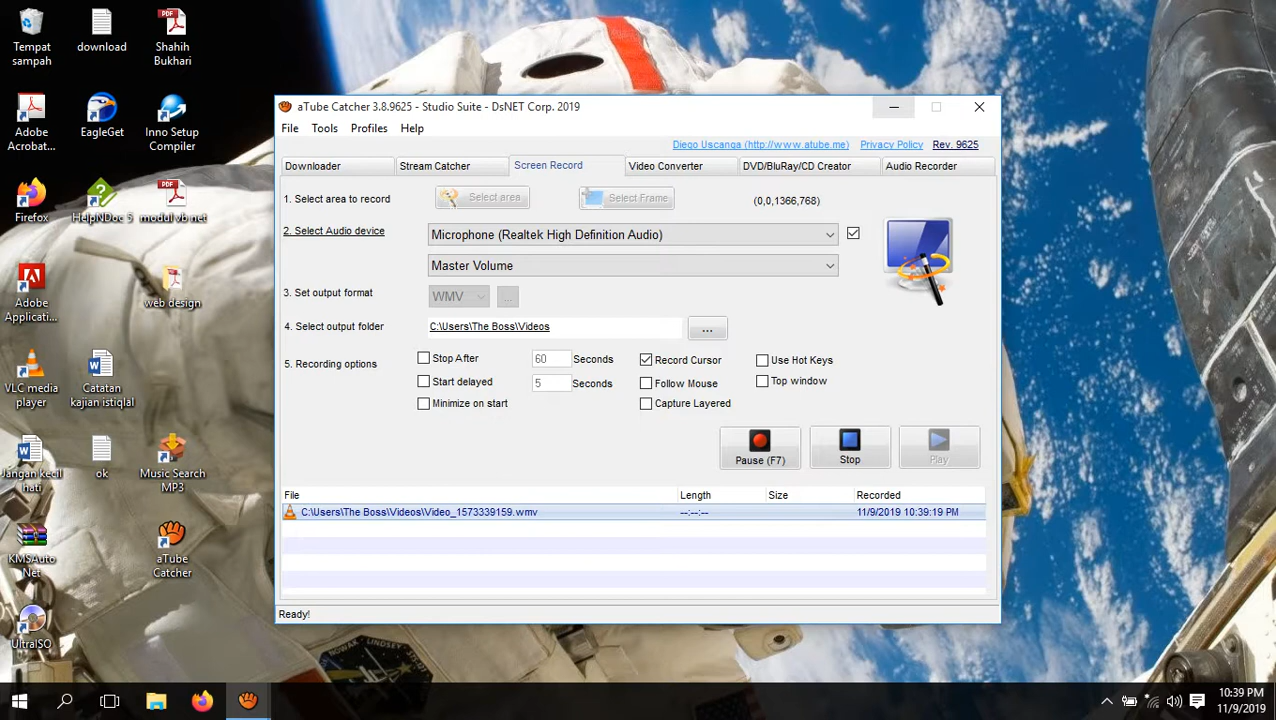 Tempat sampah
download
Shahih Bukhari
Adobe Acrobat...
EagleGet
Inno Setup Compiler
Firefox
HelpNDoc 5
modul vb net
Adobe Applicati...
web design
VLC media player
Catatan kajian istiqlal
Jangan kecil hati
ok
Music Search MP3
KMSAuto Net
aTube Catcher
UltraISO
aTube Catcher 3.8.9625 - Studio Suite - DsNET Corp. 2019
File Tools Profiles Help
Diego Uscanga (http://www.atube.me) Privacy Policy Rev. 9625
Downloader Stream Catcher Screen Record Video Converter DVD/BluRay/CD Creator Audio Recorder
1. Select area to record Select area Select Frame (0,0,1366,768)
2. Select Audio device Microphone (Realtek High Definition Audio)
Master Volume
3. Set output format WMV ...
4. Select output folder C:\Users\The Boss\Videos ...
5. Recording options Stop After 60 Seconds Record Cursor Use Hot Keys
Start delayed 5 Seconds Follow Mouse Top window
Minimize on start Capture Layered
Pause (F7) Stop Play
File Length Size Recorded
C:\Users\The Boss\Videos\Video_1573339159.wmv --:--:-- 11/9/2019 10:39:19 PM
Ready!
LINDSEY
10:39 PM
11/9/2019